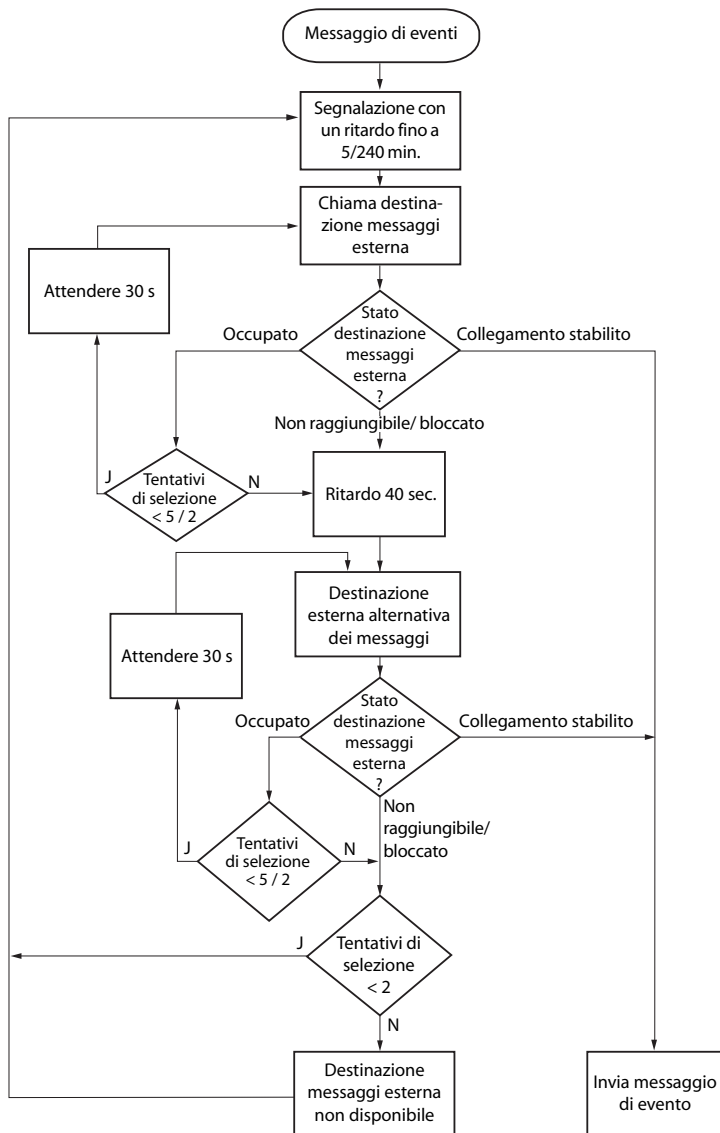 Messaggio di eventi
Segnalazione con
un ritardo fino a
5/240 min.
Chiama destina-
zione messaggi
esterna
Attendere 30 s
Stato
destinazione
messaggi
esterna
?
Occupato
Collegamento stabilito
Non raggiungibile/ bloccato
Tentativi
di selezione
< 5 / 2
J
N
Ritardo 40 sec.
Destinazione
esterna alternativa
dei messaggi
Attendere 30 s
Stato
destinazione
messaggi
esterna
?
Occupato
Collegamento stabilito
Non
raggiungibile/
bloccato
Tentativi
di selezione
< 5 / 2
J
N
Tentativi di
selezione
< 2
J
N
Destinazione
messaggi esterna
non disponibile
Invia messaggio
di evento